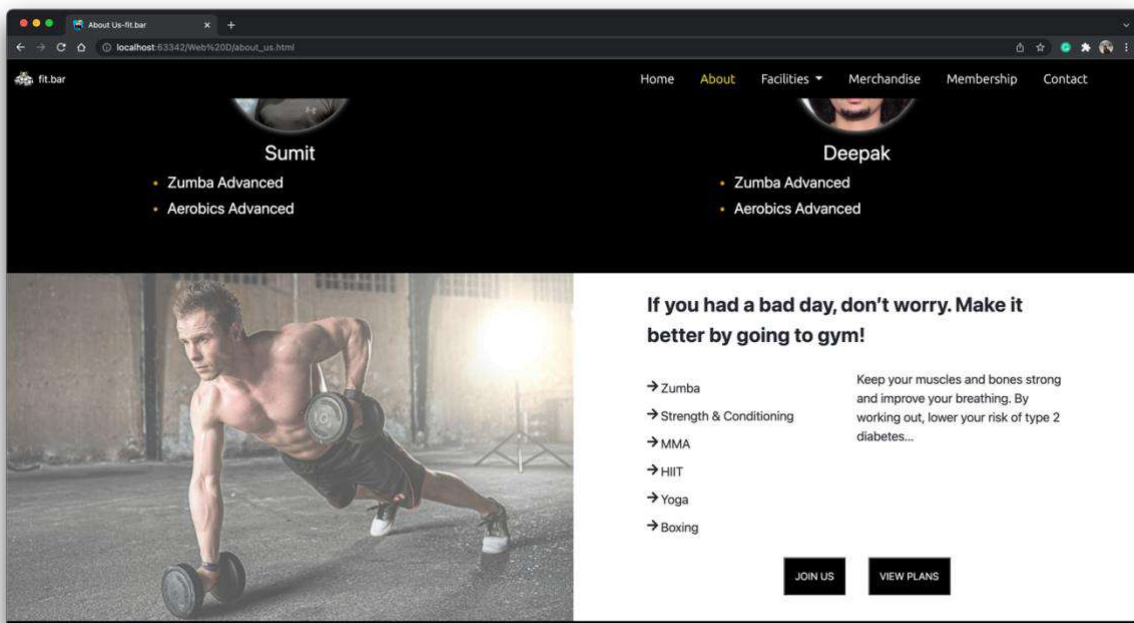 About Us-fit.bar
localhost:63342/Web%20D/about_us.html
fit.bar
Home About Facilities Merchandise Membership Contact
Sumit
• Zumba Advanced
• Aerobics Advanced
Deepak
• Zumba Advanced
• Aerobics Advanced
If you had a bad day, don't worry. Make it
better by going to gym!
→ Zumba
→ Strength & Conditioning
→ MMA
→ HIIT
→ Yoga
→ Boxing
Keep your muscles and bones strong
and improve your breathing. By
working out, lower your risk of type 2
diabetes...
JOIN US
VIEW PLANS